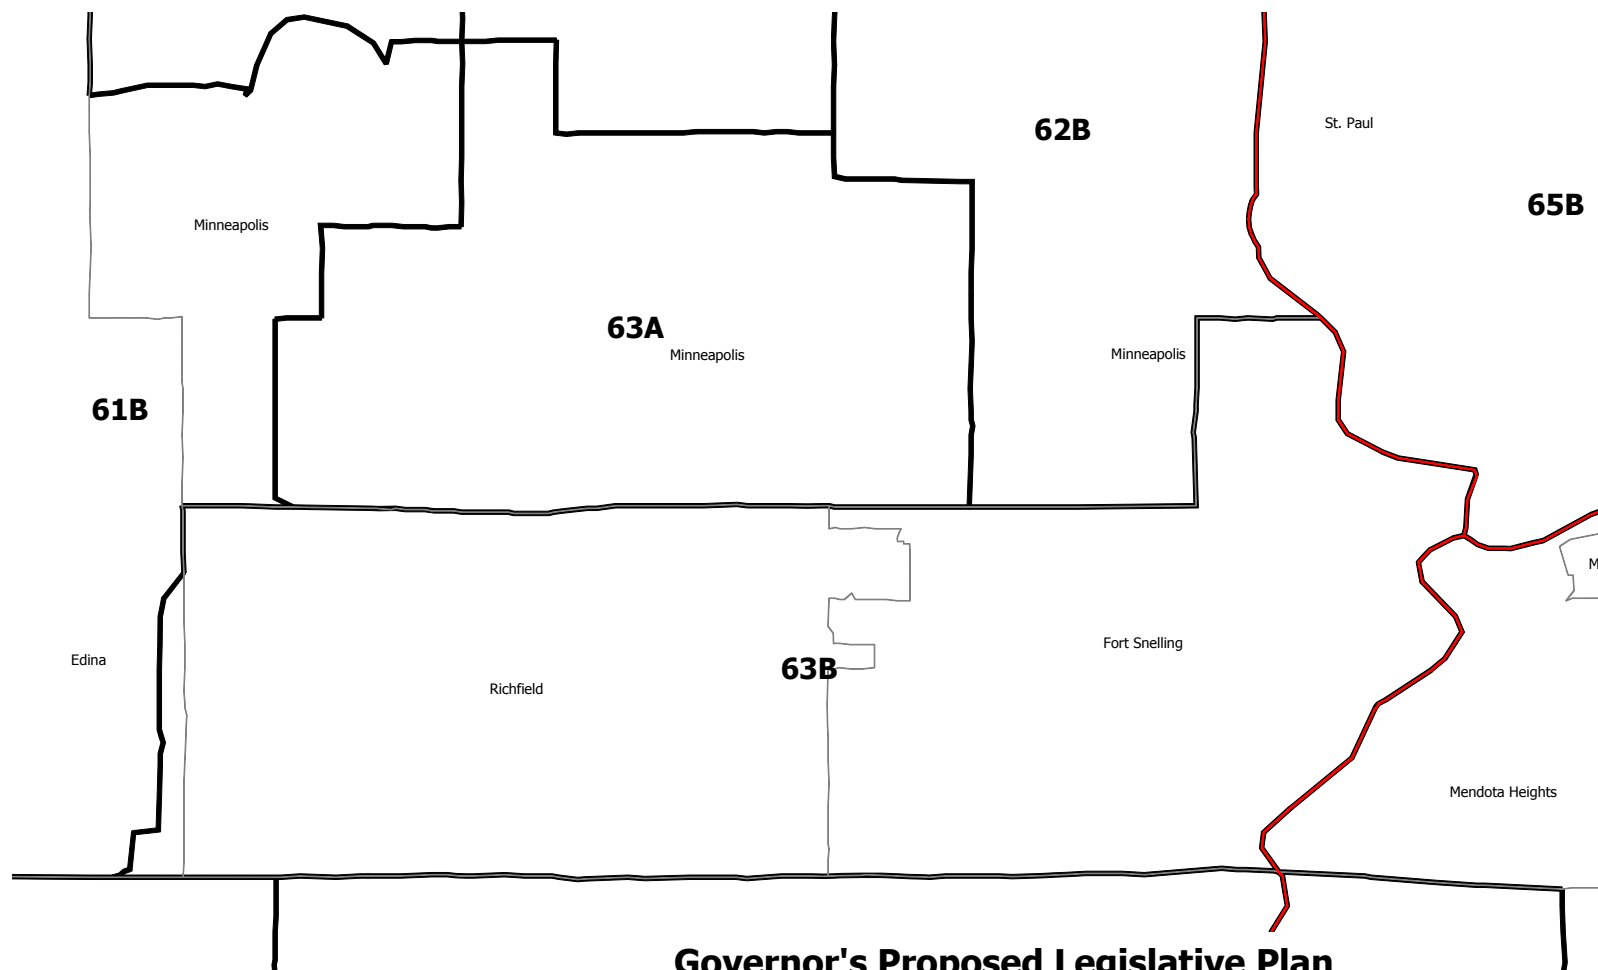 62B
St. Paul
65B
Minneapolis
63A
Minneapolis
Minneapolis
61B
M
Fort Snelling
Edina
63B
Richfield
Mendota Heights
Governor's Proposed Legislative Plan